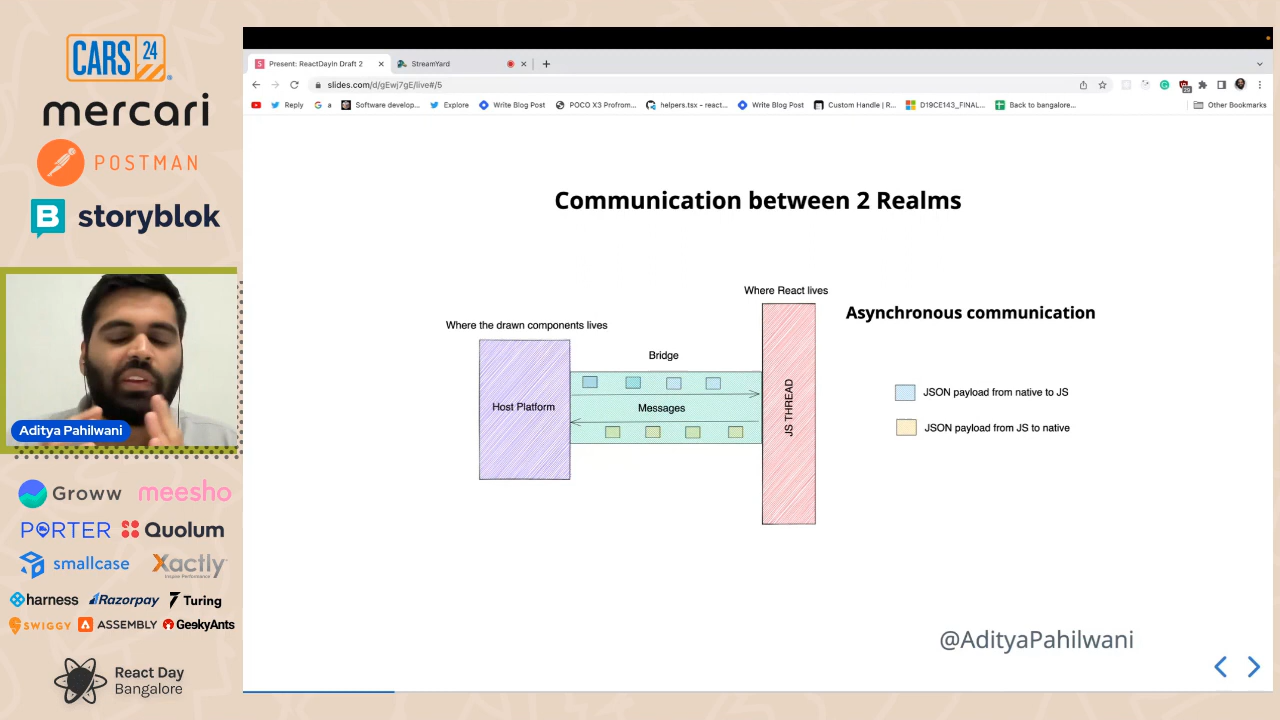 CARS 24
mercari
POSTMAN
B storyblok
Aditya Pahilwani
Groww
meesho
PORTER
Quolum
smallcase
Xactly
Inspire Performance
harness
Razorpay
Turing
SWIGGY
ASSEMBLY
GeekyAnts
React Day
Bangalore
Present: ReactDayIn Draft 2
StreamYard
slides.com/d/gEwj7gE/live#/5
Reply
G a
Software develop...
Explore
Write Blog Post
POCO X3 Profrom...
helpers.tsx – react...
Write Blog Post
Custom Handle | R...
D19CE143_FINAL...
Back to bangalore...
Other Bookmarks
Communication between 2 Realms
Where React lives
Where the drawn components lives
Asynchronous communication
Bridge
Host Platform
Messages
JS THREAD
JSON payload from native to JS
JSON payload from JS to native
@AdityaPahilwani